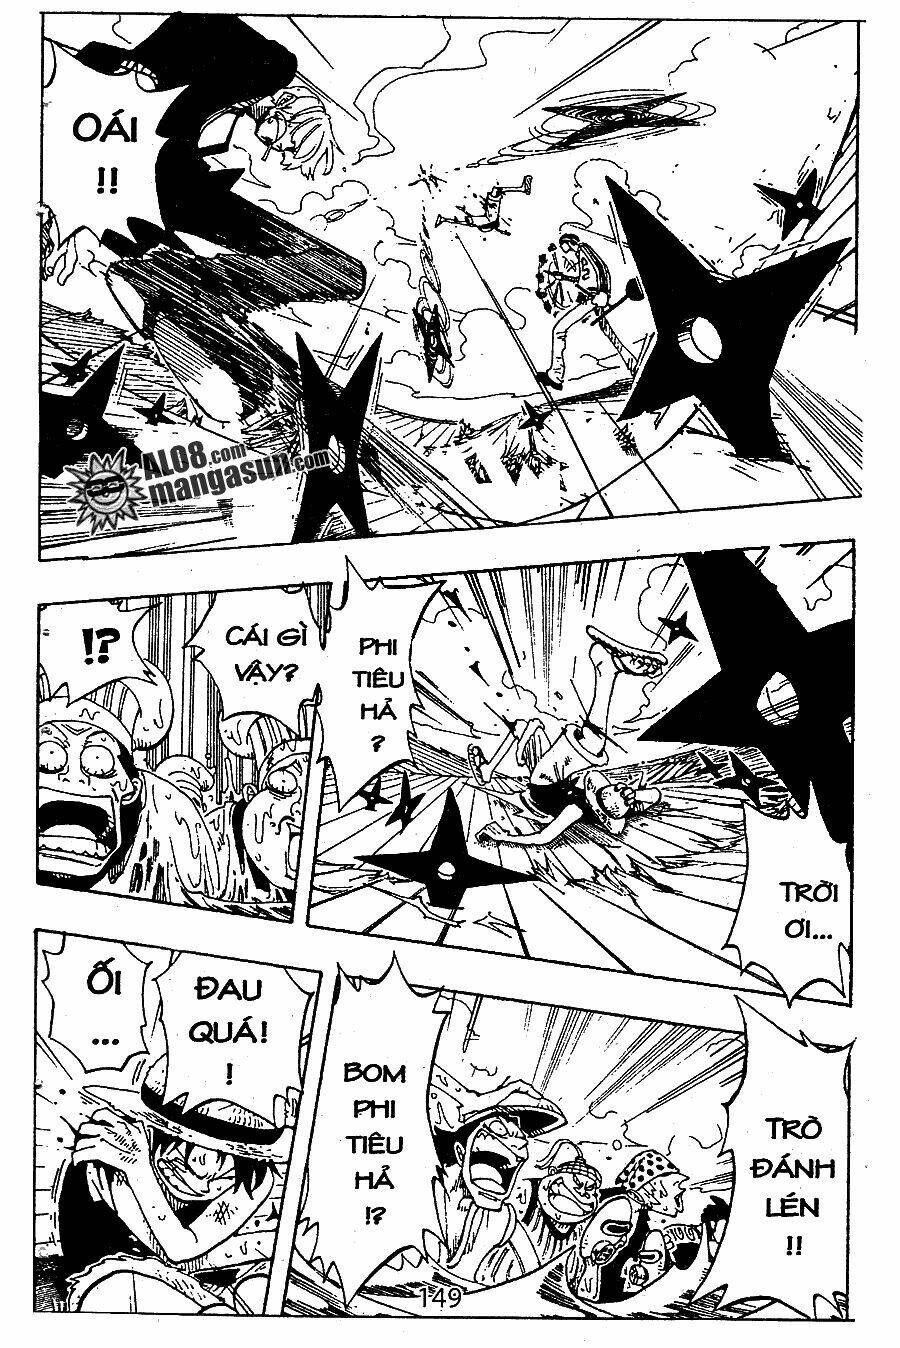 OÁI
!!
AL08.com
mangasun.com
PHI
TIÊU
HẢ
?
CÁI GÌ
VẬY?
!?
TRỜI
ƠI...
ĐAU
QUÁ!
!
ỐI
...
TRÒ
ĐÁNH
LÉN
!!
BOM
PHI
TIÊU
HẢ
!?
149